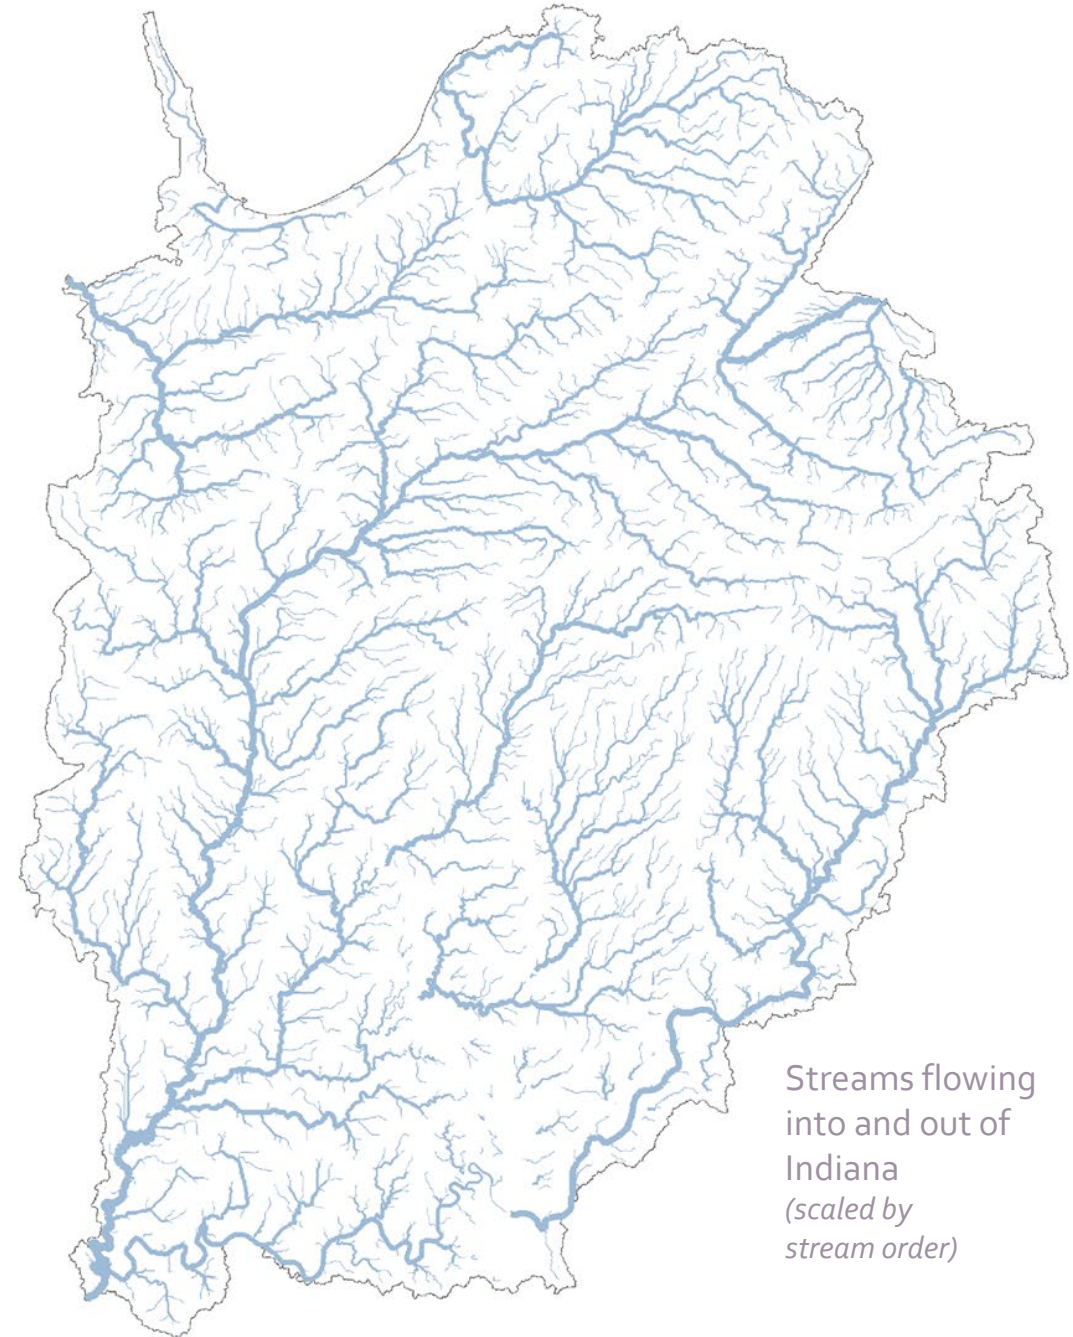 Streams flowing
into and out of
Indiana
(scaled by
stream order)